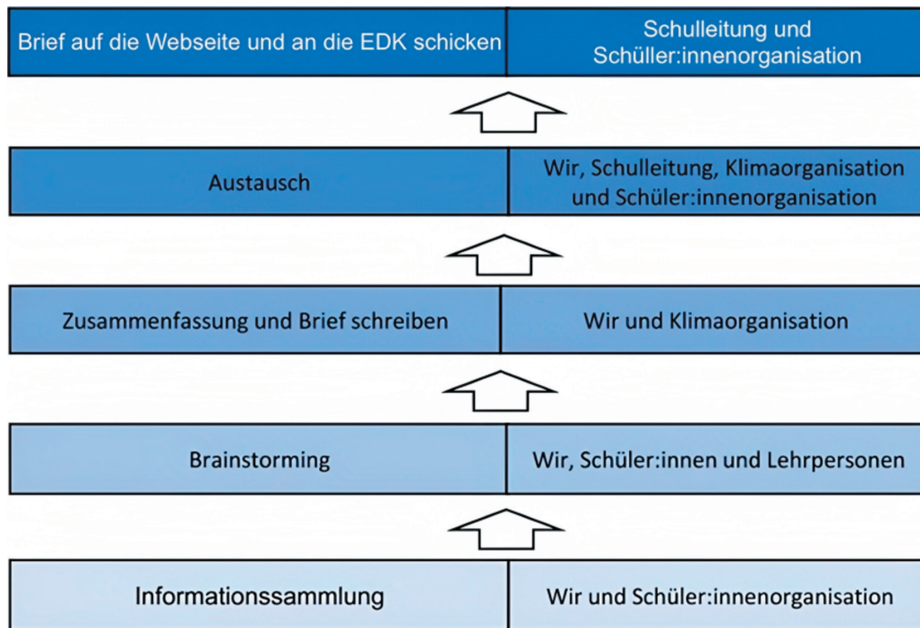 Brief auf die Webseite und an die EDK schicken
Schulleitung und
Schüller:innenorganisation
Austausch
Wir, Schulleitung, Klimaorganisation
und Schüler:innenorganisation
Zusammenfassung und Brief schreiben
Wir und Klimaorganisation
Brainstorming
Wir, Schüler:innen und Lehrpersonen
Informationssammlung
Wir und Schüler:innenorganisation